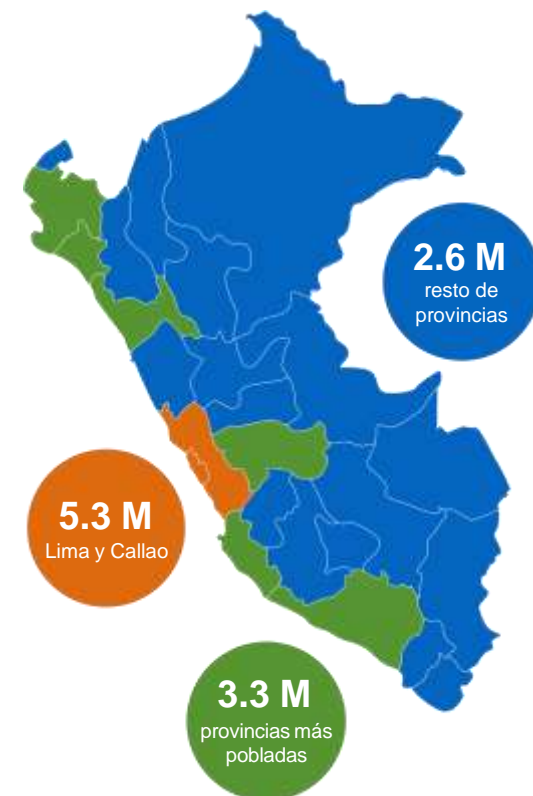 2.6 M
resto de
provincias
5.3 M
Lima y Callao
3.3 M
provincias más
pobladas